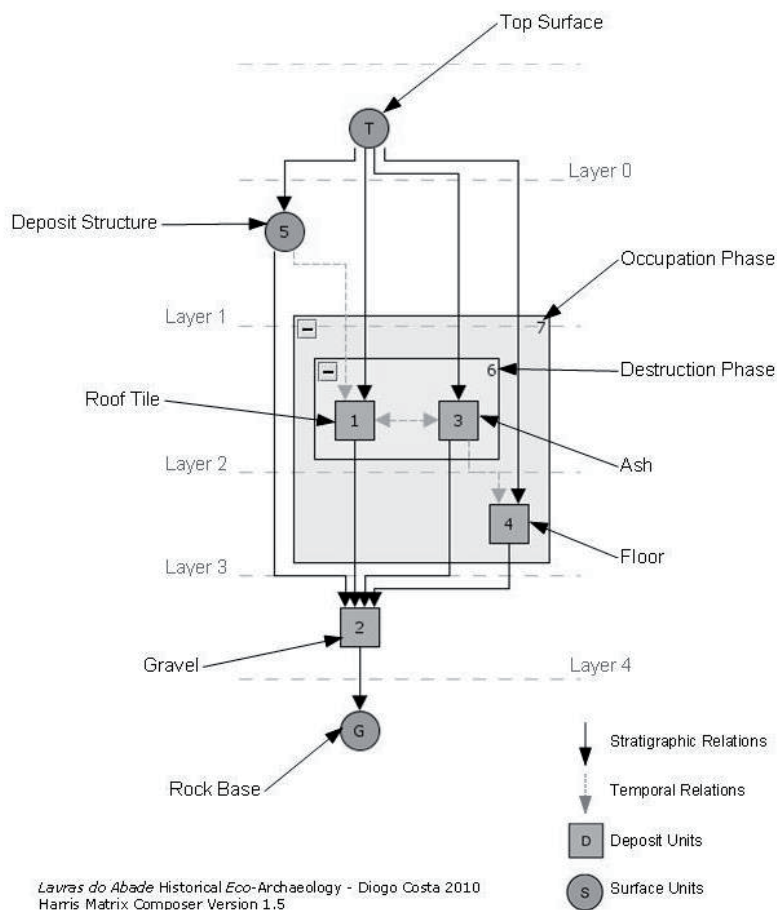 Top Surface
T
Layer 0
Deposit Structure
5
Occupation Phase
Layer 1
7
6
Destruction Phase
Roof Tile
1
3
Ash
Layer 2
4
Floor
Layer 3
2
Gravel
Layer 4
G
Rock Base
Stratigraphic Relations
Temporal Relations
D
Deposit Units
S
Surface Units
Lavras do Abade Historical Eco-Archaeology - Diogo Costa 2010
Harris Matrix Composer Version 1.5